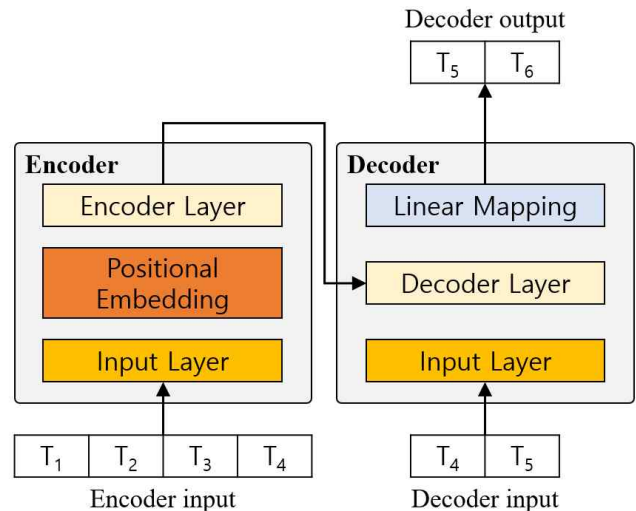 Decoder output
T5 T6
Encoder
Encoder Layer
Positional
Embedding
Input Layer
T1 T2 T3 T4
Encoder input
Decoder
Linear Mapping
Decoder Layer
Input Layer
T4 T5
Decoder input